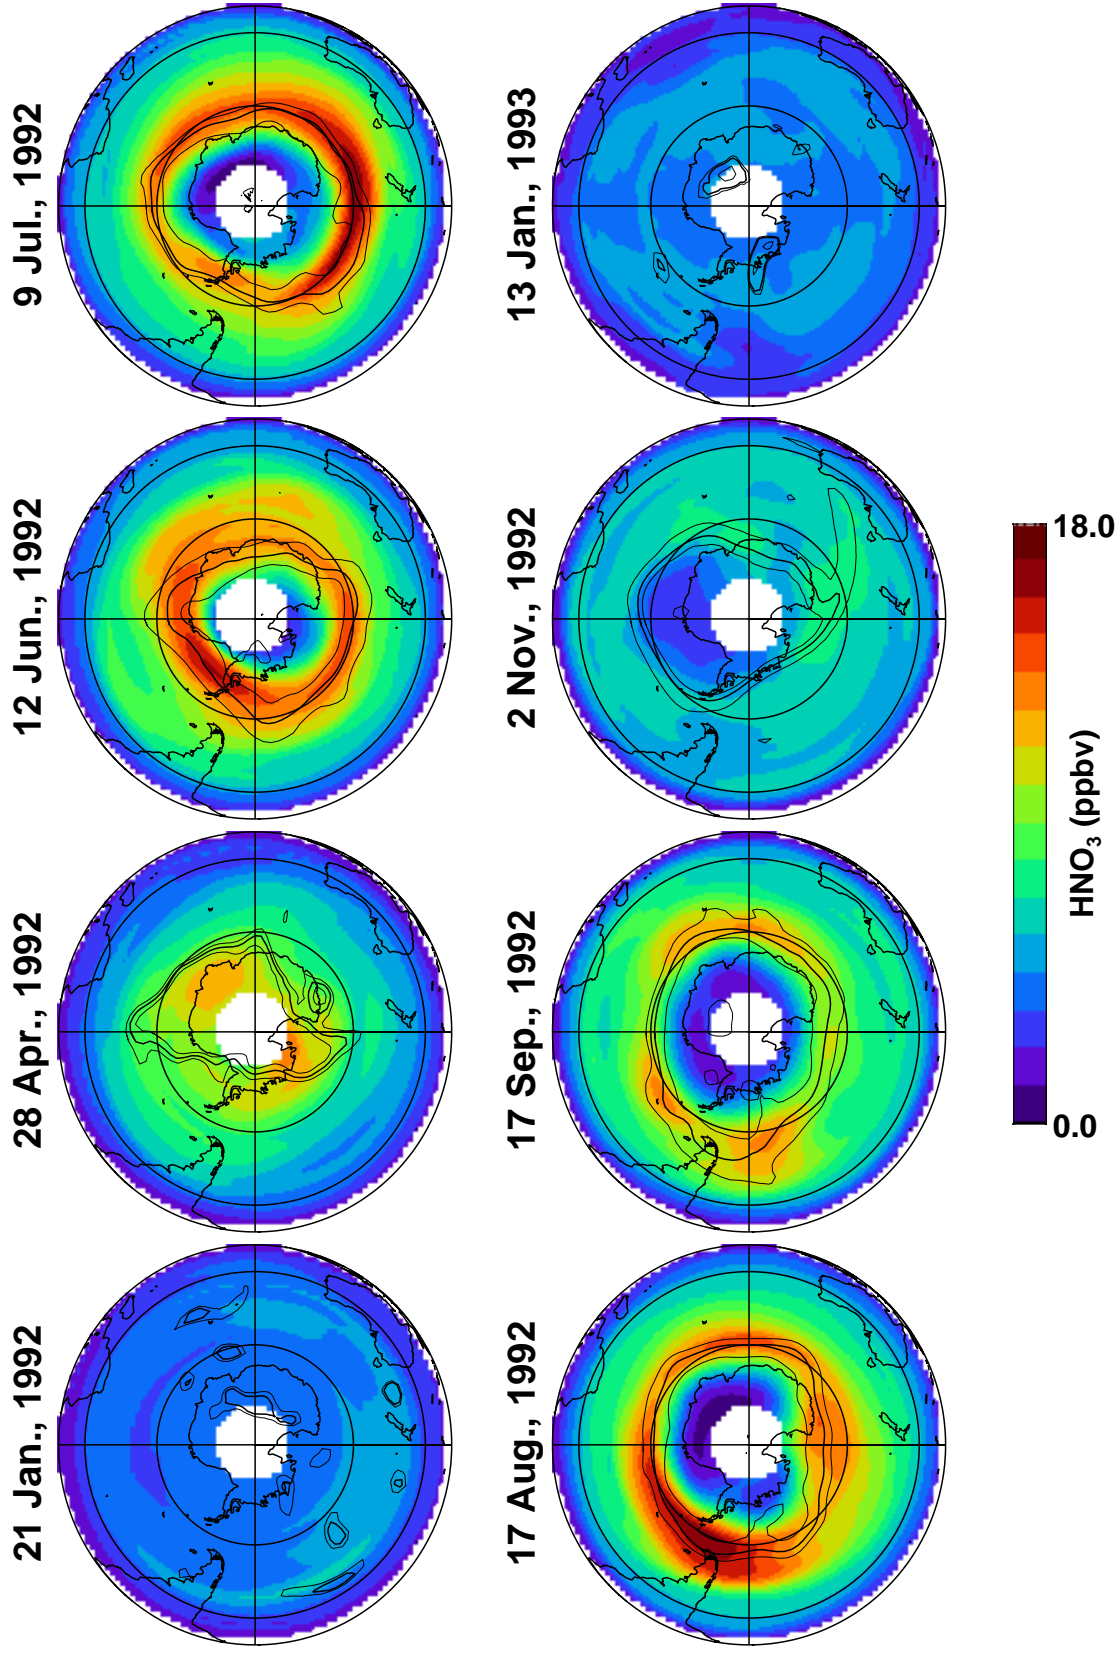 21 Jan., 1992
28 Apr., 1992
12 Jun., 1992
9 Jul., 1992
17 Aug., 1992
17 Sep., 1992
2 Nov., 1992
13 Jan., 1993
0.0
HNO₃ (ppbv)
18.0